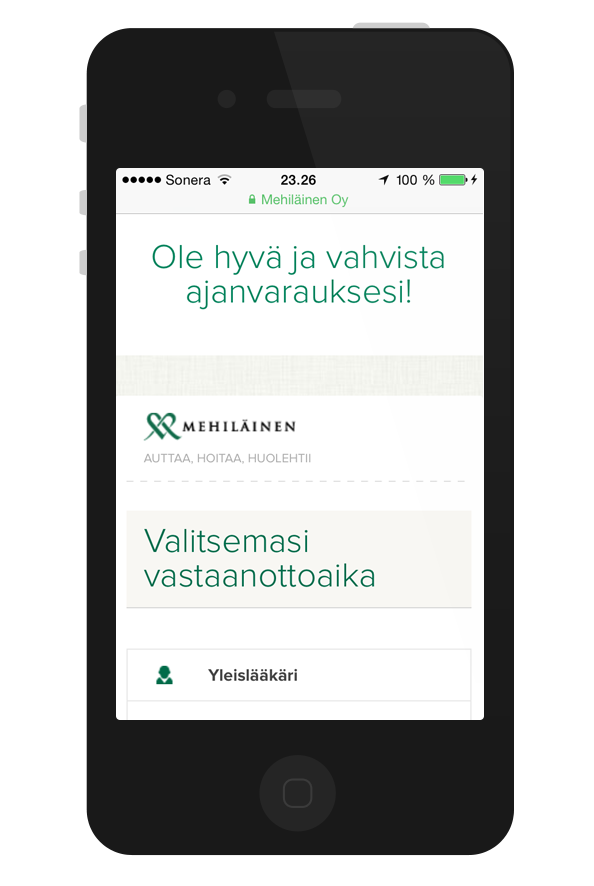 Sonera 23.26 100 %
Mehiläinen Oy
Ole hyvä ja vahvista
ajanvarauksesi!
MEHILÄINEN
AUTTAA, HOITAA, HUOLEHTII
Valitsemasi
vastaanottoaika
Yleislääkäri